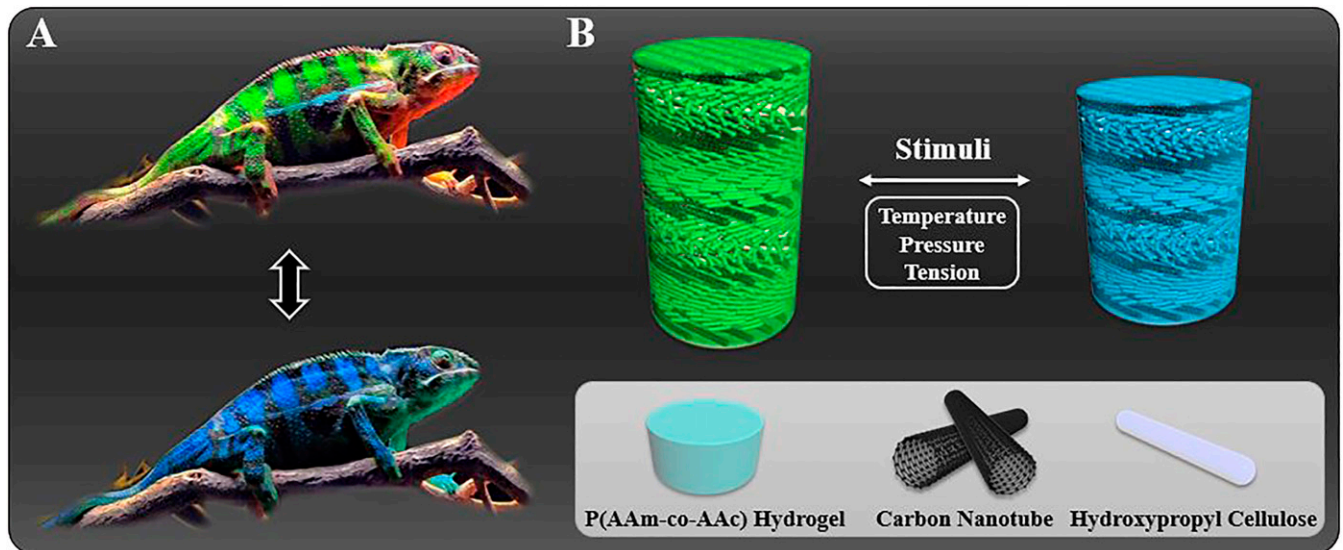 A
B
Stimuli
Temperature
Pressure
Tension
P(AAm-co-AAc) Hydrogel
Carbon Nanotube
Hydroxypropyl Cellulose